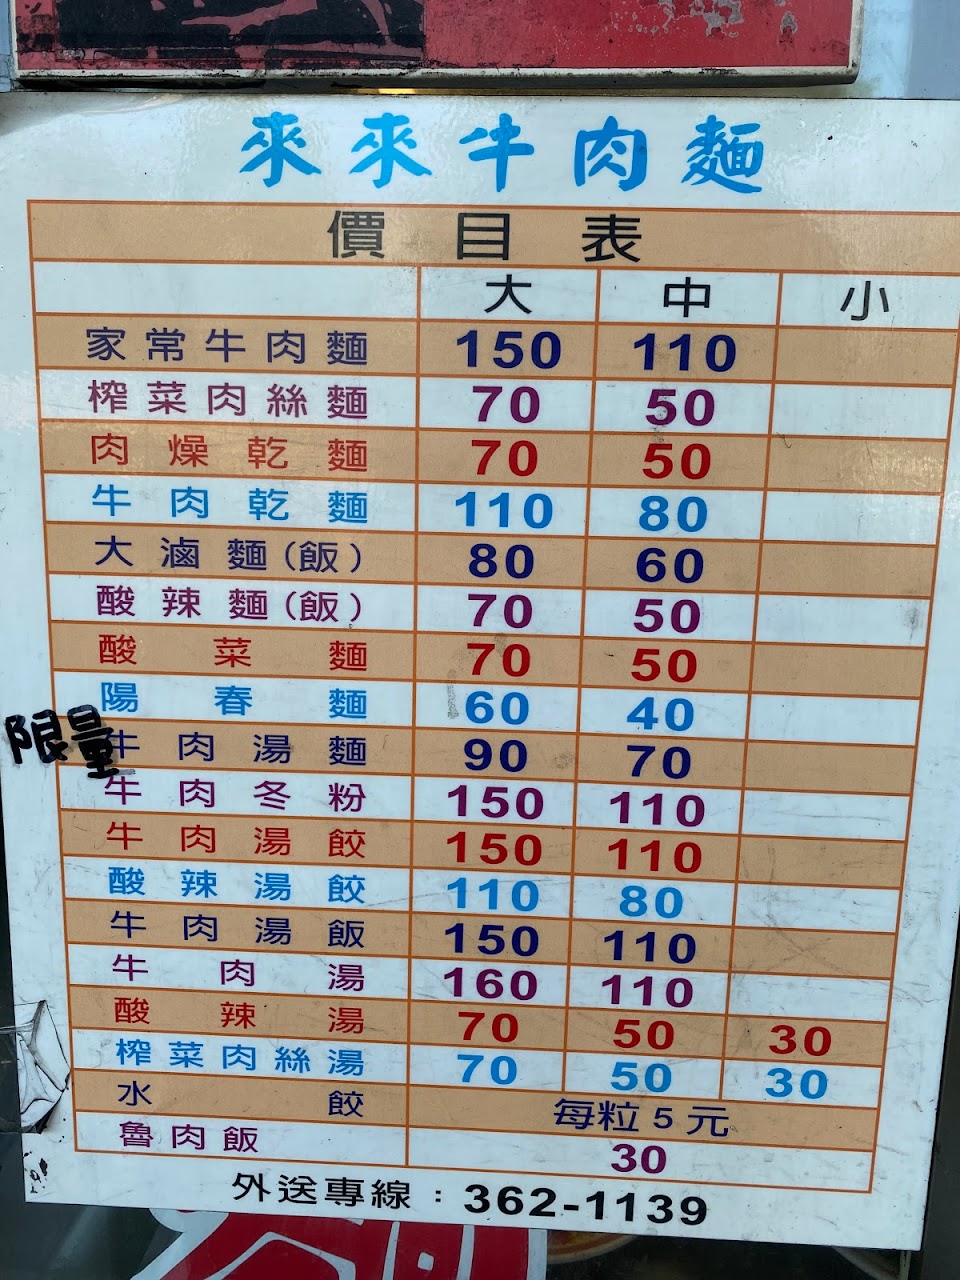 來來牛肉麵
價目表
大 中 小
家常牛肉麵 150 110
榨菜肉絲麵 70 50
肉燥乾麵 70 50
牛肉乾麵 110 80
大滷麵(飯) 80 60
酸辣麵(飯) 70 50
酸菜麵 70 50
陽春麵 60 40
限量 牛肉湯麵 90 70
牛肉冬粉 150 110
牛肉湯餃 150 110
酸辣湯餃 110 80
牛肉湯飯 150 110
牛肉湯 160 110
酸辣湯 70 50 30
榨菜肉絲湯 70 50 30
水餃 每粒5元
魯肉飯 30
外送專線：362-1139